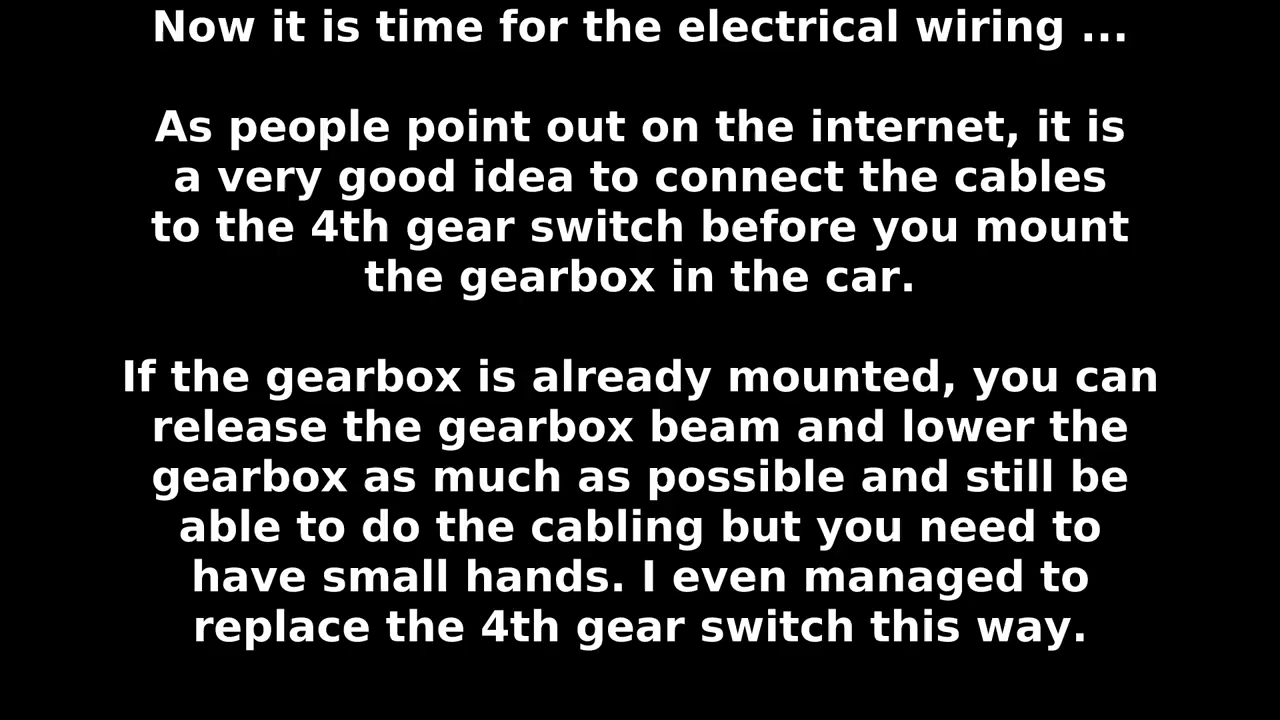 Now it is time for the electrical wiring ...
As people point out on the internet, it is
a very good idea to connect the cables
to the 4th gear switch before you mount
the gearbox in the car.
If the gearbox is already mounted, you can
release the gearbox beam and lower the
gearbox as much as possible and still be
able to do the cabling but you need to
have small hands. I even managed to
replace the 4th gear switch this way.